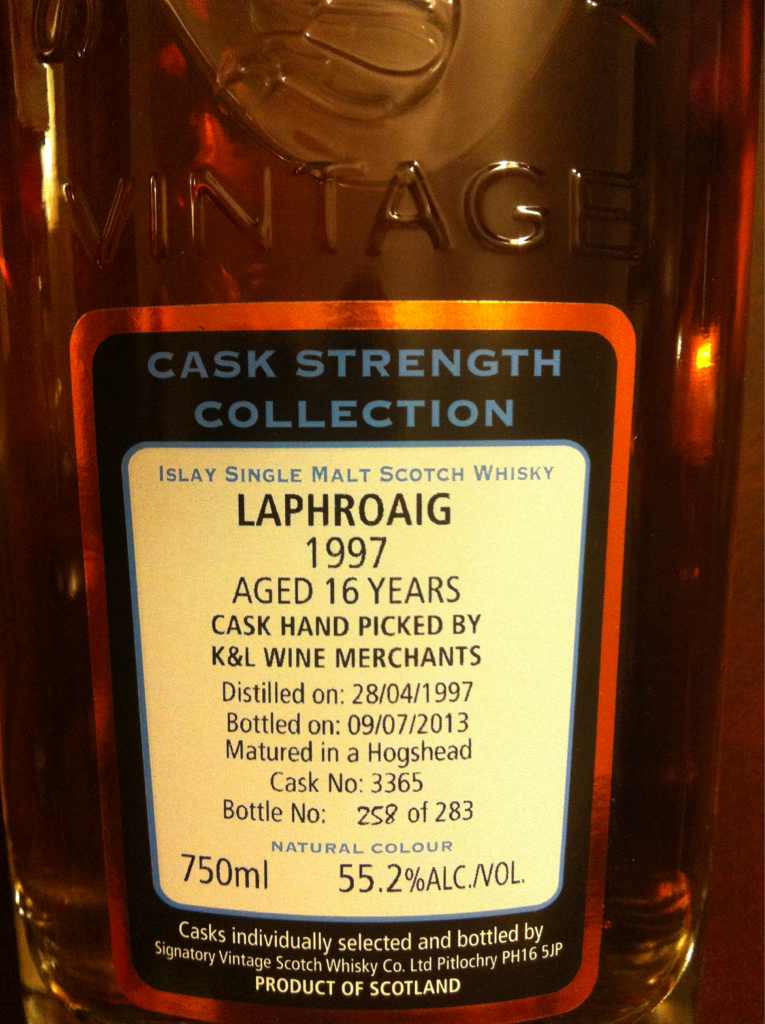 VINTAGE
CASK STRENGTH
COLLECTION
ISLAY SINGLE MALT SCOTCH WHISKY
LAPHROAIG
1997
AGED 16 YEARS
CASK HAND PICKED BY
K&L WINE MERCHANTS
Distilled on: 28/04/1997
Bottled on: 09/07/2013
Matured in a Hogshead
Cask No: 3365
Bottle No: 258 of 283
NATURAL COLOUR
750ml 55.2%ALC./VOL.
Casks individually selected and bottled by
Signatory Vintage Scotch Whisky Co. Ltd Pitlochry PH16 5JP
PRODUCT OF SCOTLAND